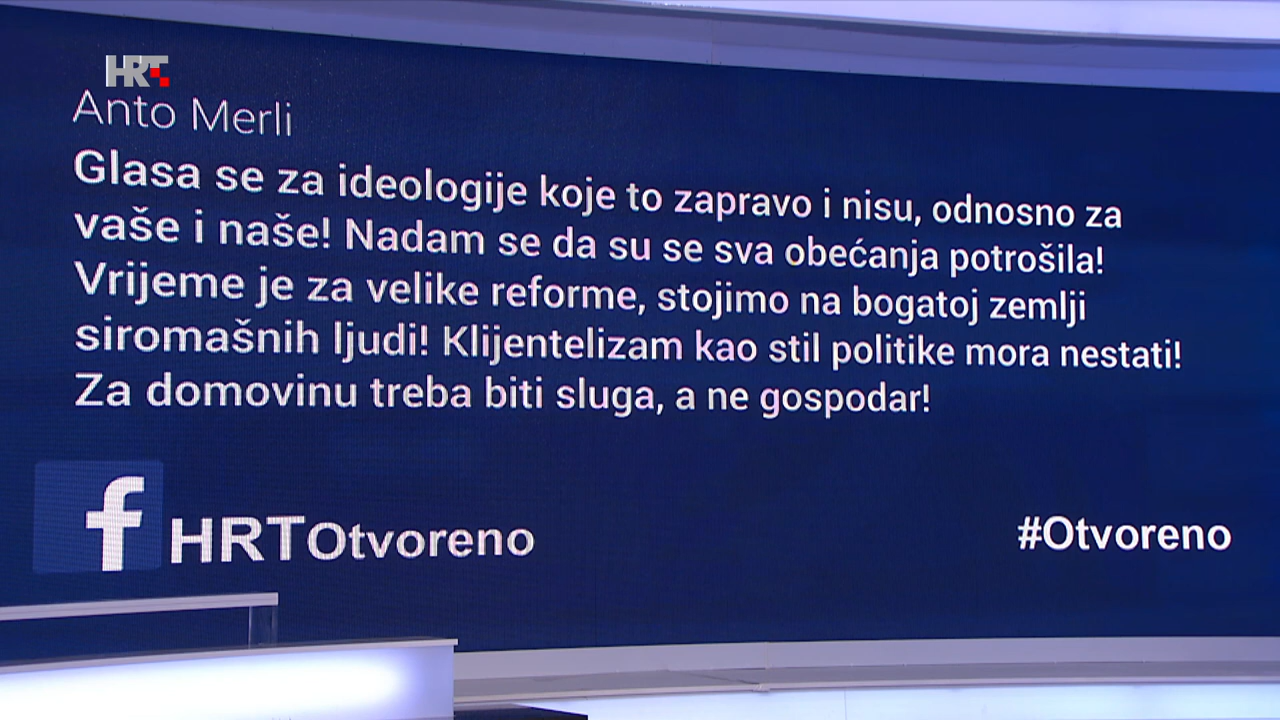 HRT
Anto Merli
Glasa se za ideologije koje to zapravo i nisu, odnosno za
vaše i naše! Nadam se da su se sva obećanja potrošila!
Vrijeme je za velike reforme, stojimo na bogatoj zemlji
siromašnih ljudi! Klijentelizam kao stil politike mora nestati!
Za domovinu treba biti sluga, a ne gospodar!
f HRTOtvoreno
#Otvoreno